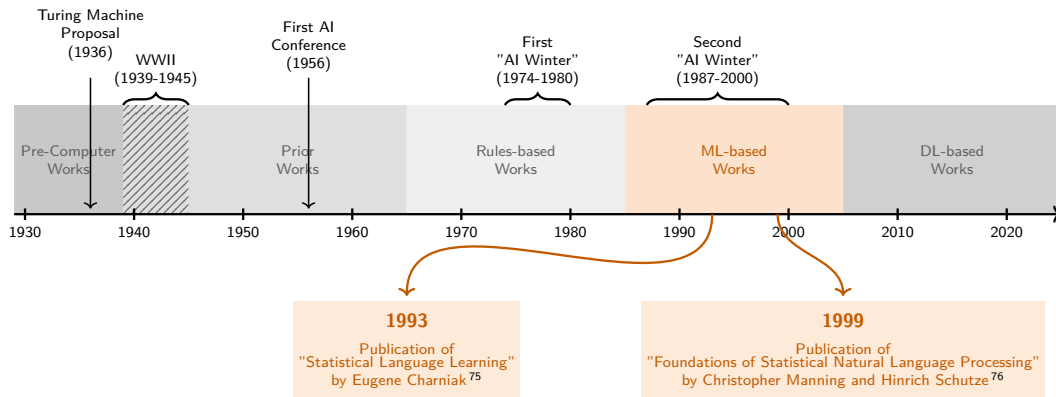 Turing Machine
Proposal
(1936)
WWII
(1939-1945)
First AI
Conference
(1956)
First
"AI Winter"
(1974-1980)
Second
"AI Winter"
(1987-2000)
Pre-Computer
Works
Prior
Works
Rules-based
Works
ML-based
Works
DL-based
Works
1930
1940
1950
1960
1970
1980
1990
2000
2010
2020
1993
Publication of
"Statistical Language Learning"
by Eugene Charniak75
1999
Publication of
"Foundations of Statistical Natural Language Processing"
by Christopher Manning and Hinrich Schutze76